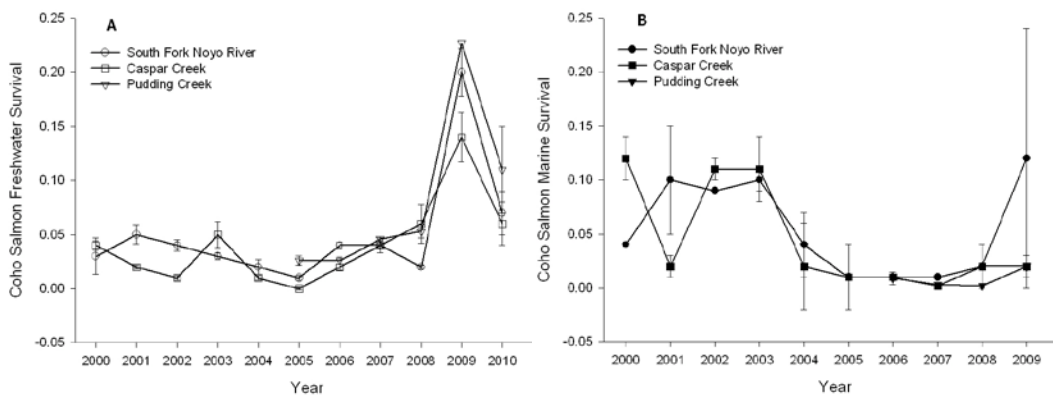 A
South Fork Noyo River
Caspar Creek
Pudding Creek
Coho Salmon Freshwater Survival
0.25
0.20
0.15
0.10
0.05
0.00
-0.05
2000 2001 2002 2003 2004 2005 2006 2007 2008 2009 2010
Year
B
South Fork Noyo River
Caspar Creek
Pudding Creek
Coho Salmon Marine Survival
0.25
0.20
0.15
0.10
0.05
0.00
-0.05
2000 2001 2002 2003 2004 2005 2006 2007 2008 2009
Year